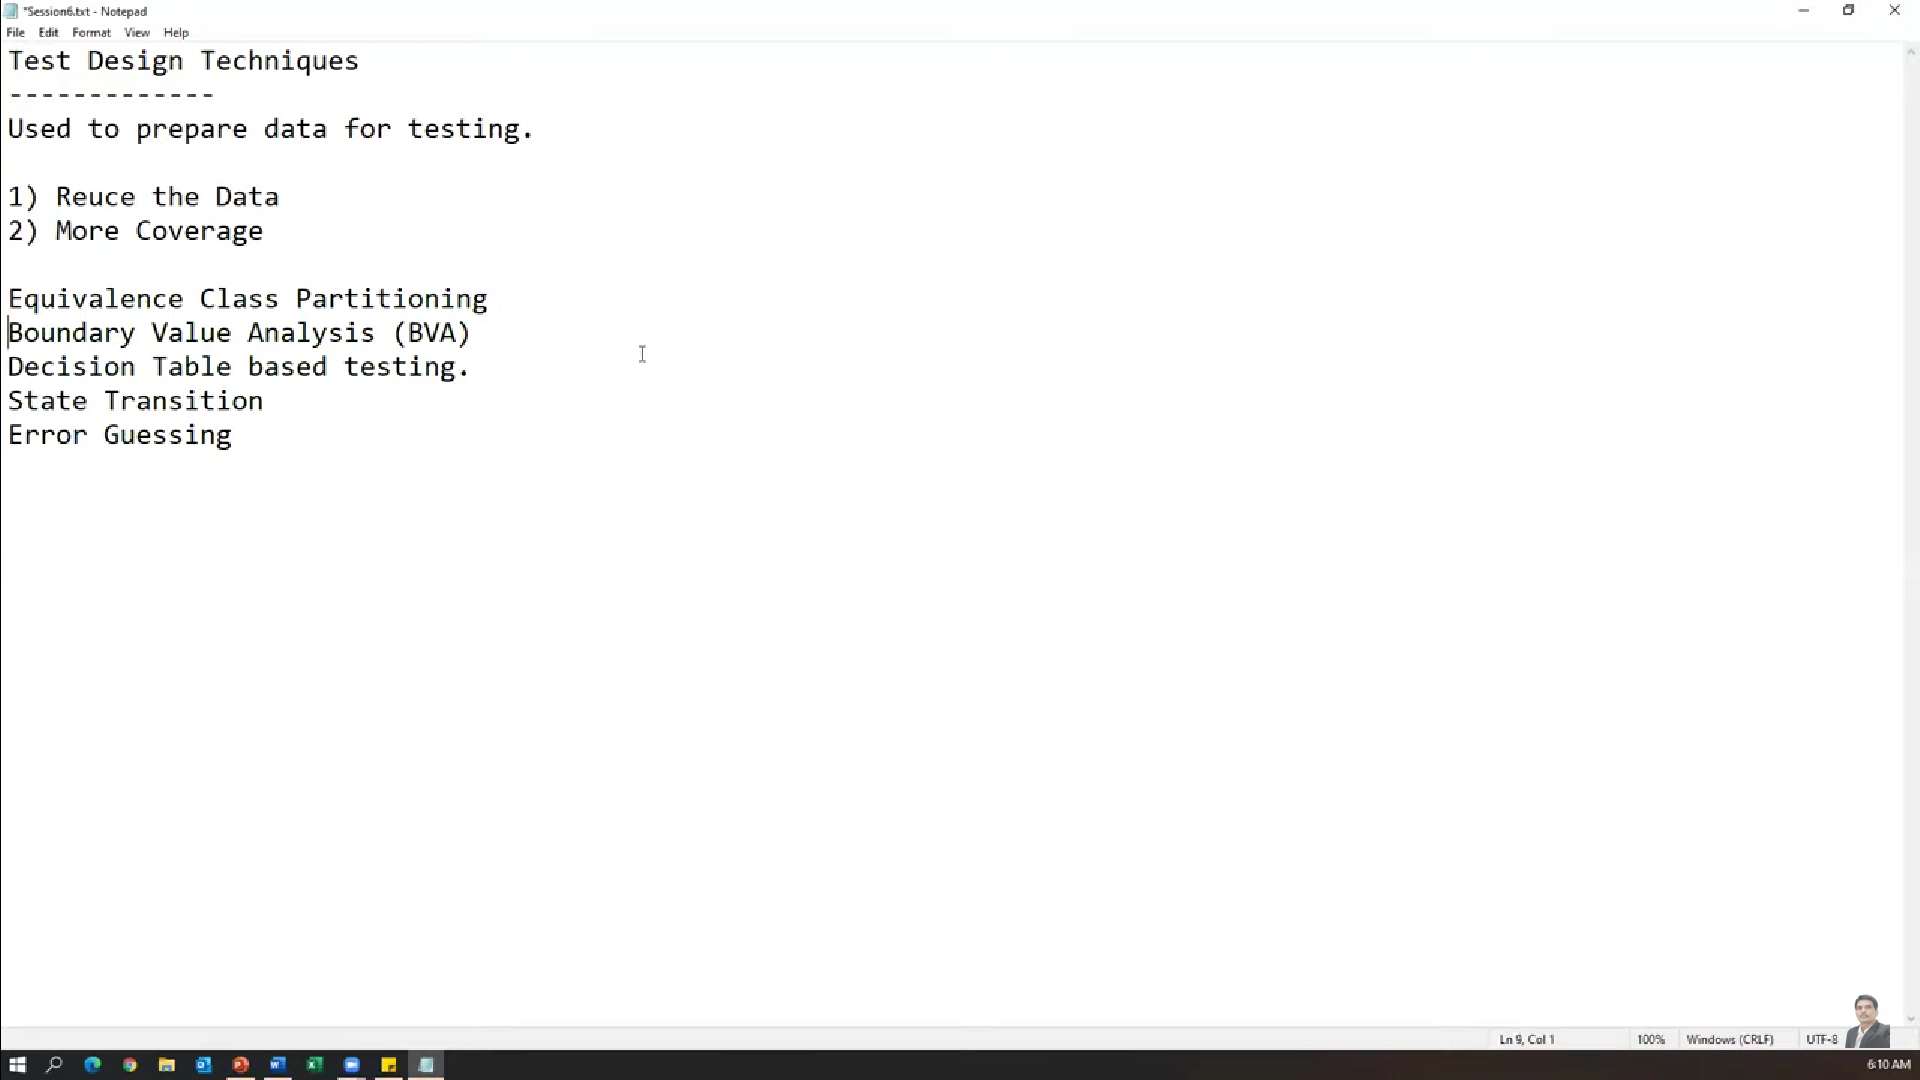 *Session6.txt - Notepad
File Edit Format View Help
Test Design Techniques
-------------
Used to prepare data for testing.
1) Reuce the Data
2) More Coverage
Equivalence Class Partitioning
Boundary Value Analysis (BVA)
Decision Table based testing.
State Transition
Error Guessing
Ln 9, Col 1 100% Windows (CRLF) UTF-8
6:10 AM